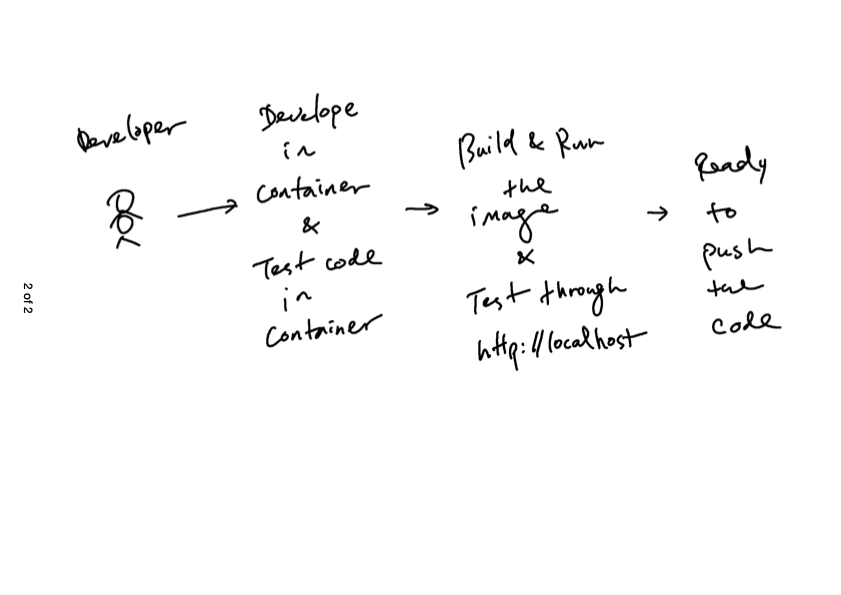 Developer
Develope
in
Container
&
Test code
in
Container
Build & Run
the
image
&
Test through
http://localhost
Ready
to
push
the
code
2 of 2